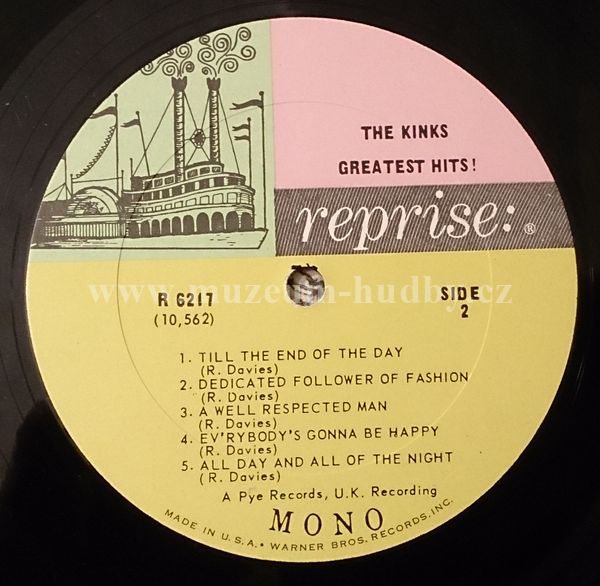 THE KINKS
GREATEST HITS!
reprise: ®
www.muzeum-hudby.cz
R 6217
(10,562)
SIDE
2
1. TILL THE END OF THE DAY
(R. Davies)
2. DEDICATED FOLLOWER OF FASHION
(R. Davies)
3. A WELL RESPECTED MAN
(R. Davies)
4. EV'RYBODY'S GONNA BE HAPPY
(R. Davies)
5. ALL DAY AND ALL OF THE NIGHT
(R. Davies)
A Pye Records, U.K. Recording
MONO
MADE IN U.S.A. • WARNER BROS. RECORDS, INC.